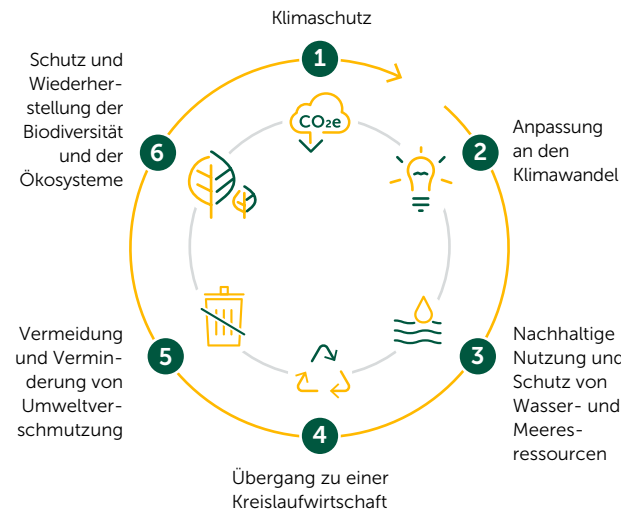 1
Klimaschutz
CO2e
2
Anpassung
an den
Klimawandel
3
Nachhaltige
Nutzung und
Schutz von
Wasser- und
Meeres-
ressourcen
4
Übergang zu einer
Kreislaufwirtschaft
5
Vermeidung
und Vermin-
derung von
Umweltver-
schmutzung
6
Schutz und
Wiederher-
stellung der
Biodiversität
und der
Ökosysteme